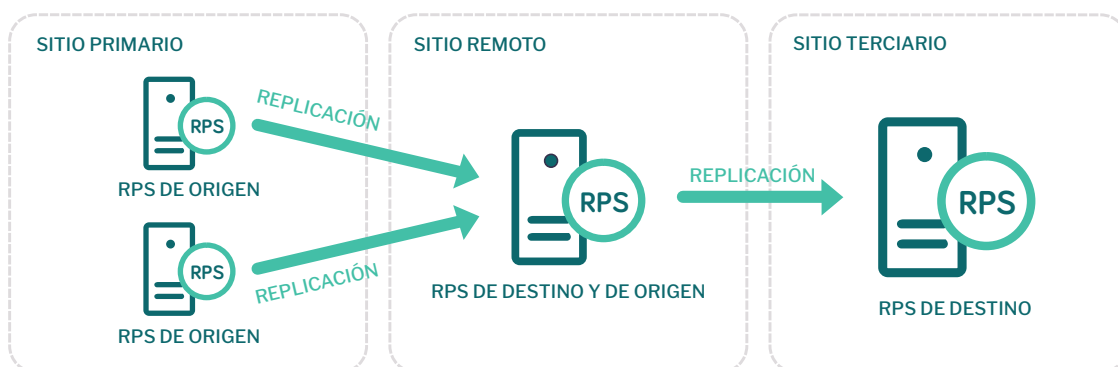 SITIO PRIMARIO
RPS
REPLICACIÓN
RPS DE ORIGEN
RPS
REPLICACIÓN
RPS DE ORIGEN
SITIO REMOTO
RPS
RPS DE DESTINO Y DE ORIGEN
REPLICACIÓN
SITIO TERCIARIO
RPS
RPS DE DESTINO